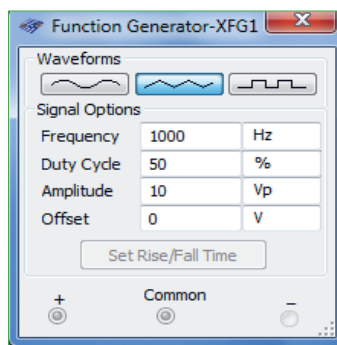 Function Generator-XFG1
Waveforms
Signal Options
Frequency 1000 Hz
Duty Cycle 50 %
Amplitude 10 Vp
Offset 0 V
Set Rise/Fall Time
+ Common –